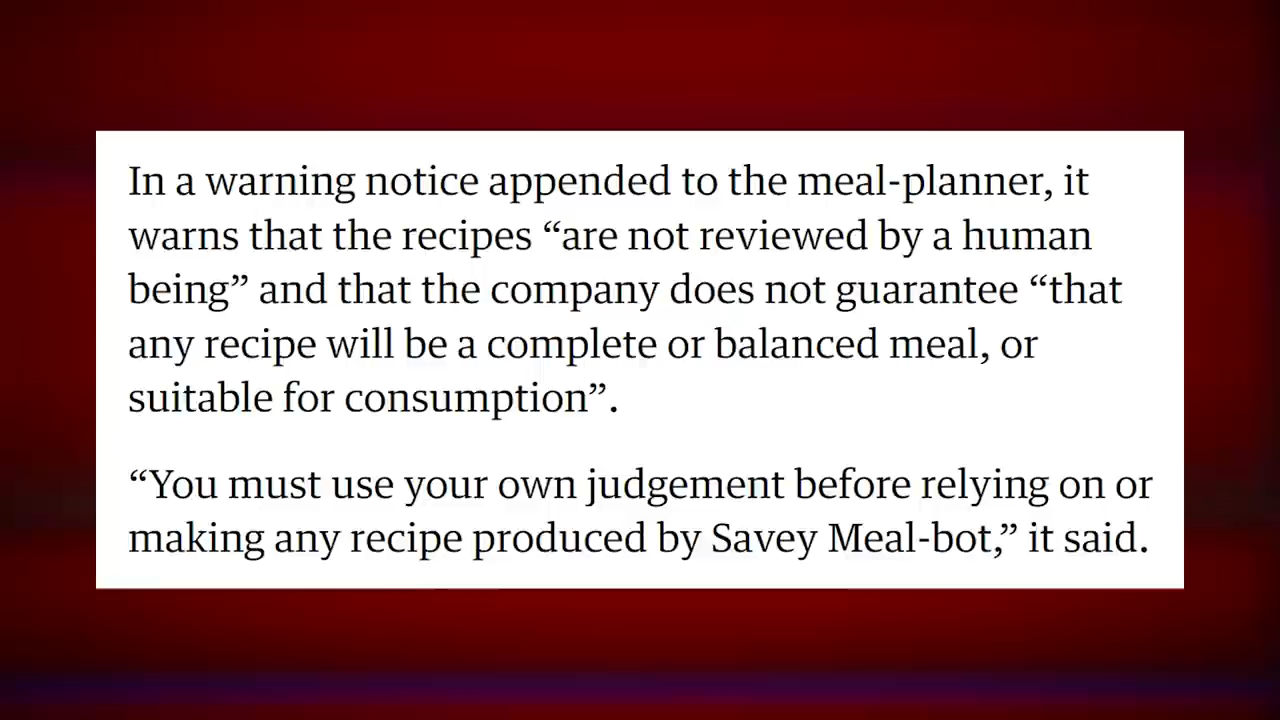 In a warning notice appended to the meal-planner, it
warns that the recipes “are not reviewed by a human
being” and that the company does not guarantee “that
any recipe will be a complete or balanced meal, or
suitable for consumption”.
“You must use your own judgement before relying on or
making any recipe produced by Savey Meal-bot,” it said.